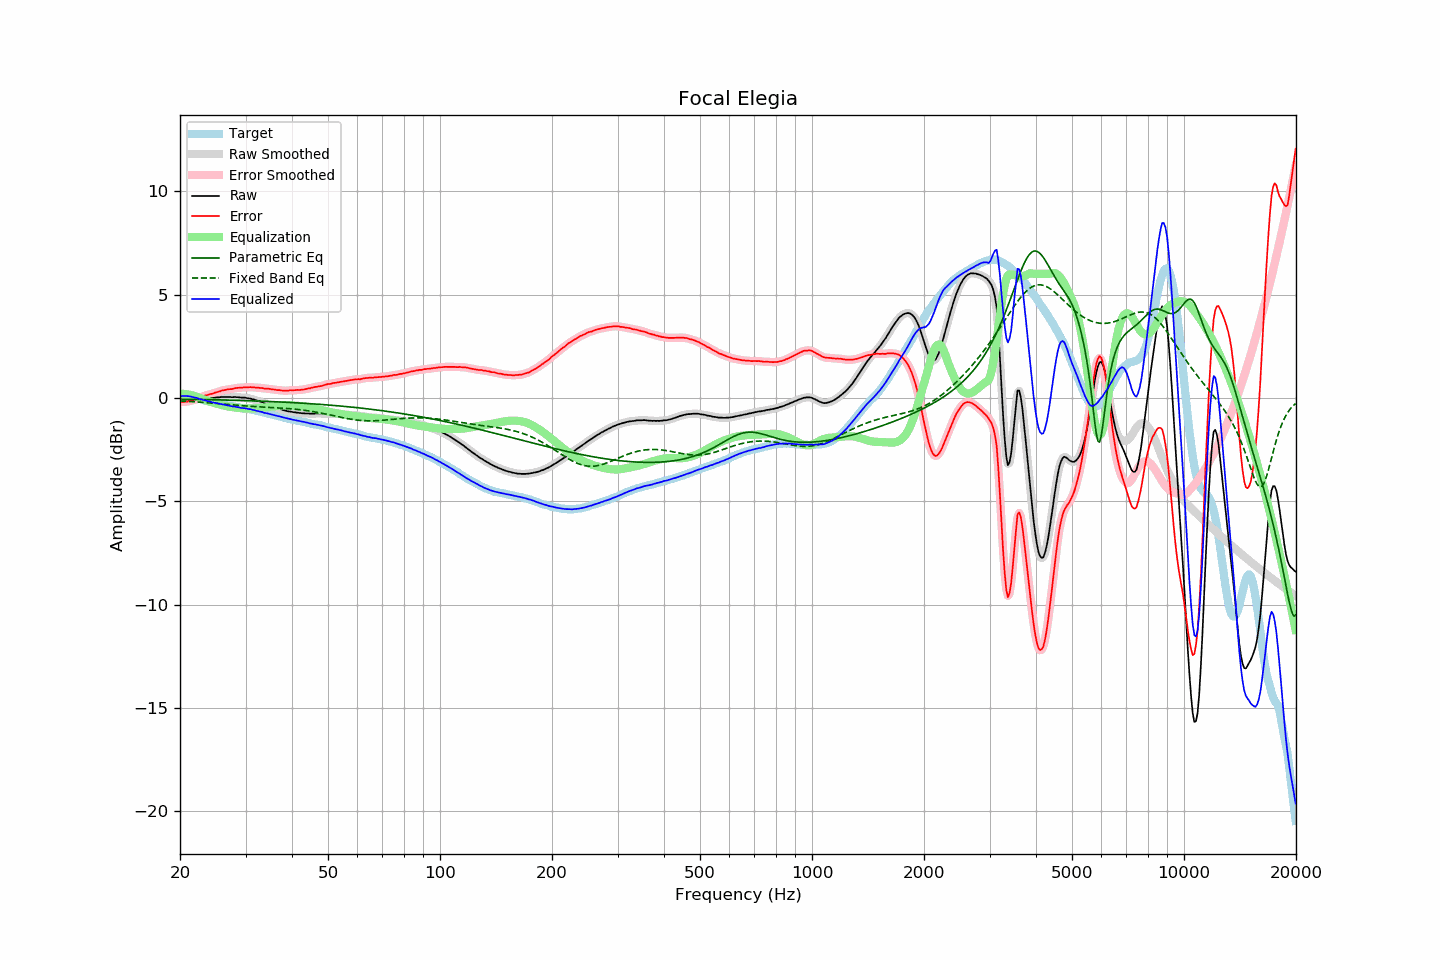 Focal Elegia
Target
Raw Smoothed
Error Smoothed
Raw
Error
Equalization
Parametric Eq
Fixed Band Eq
Equalized
10
5
0
−5
−10
−15
−20
Amplitude (dBr)
20 50 100 200 500 1000 2000 5000 10000 20000
Frequency (Hz)